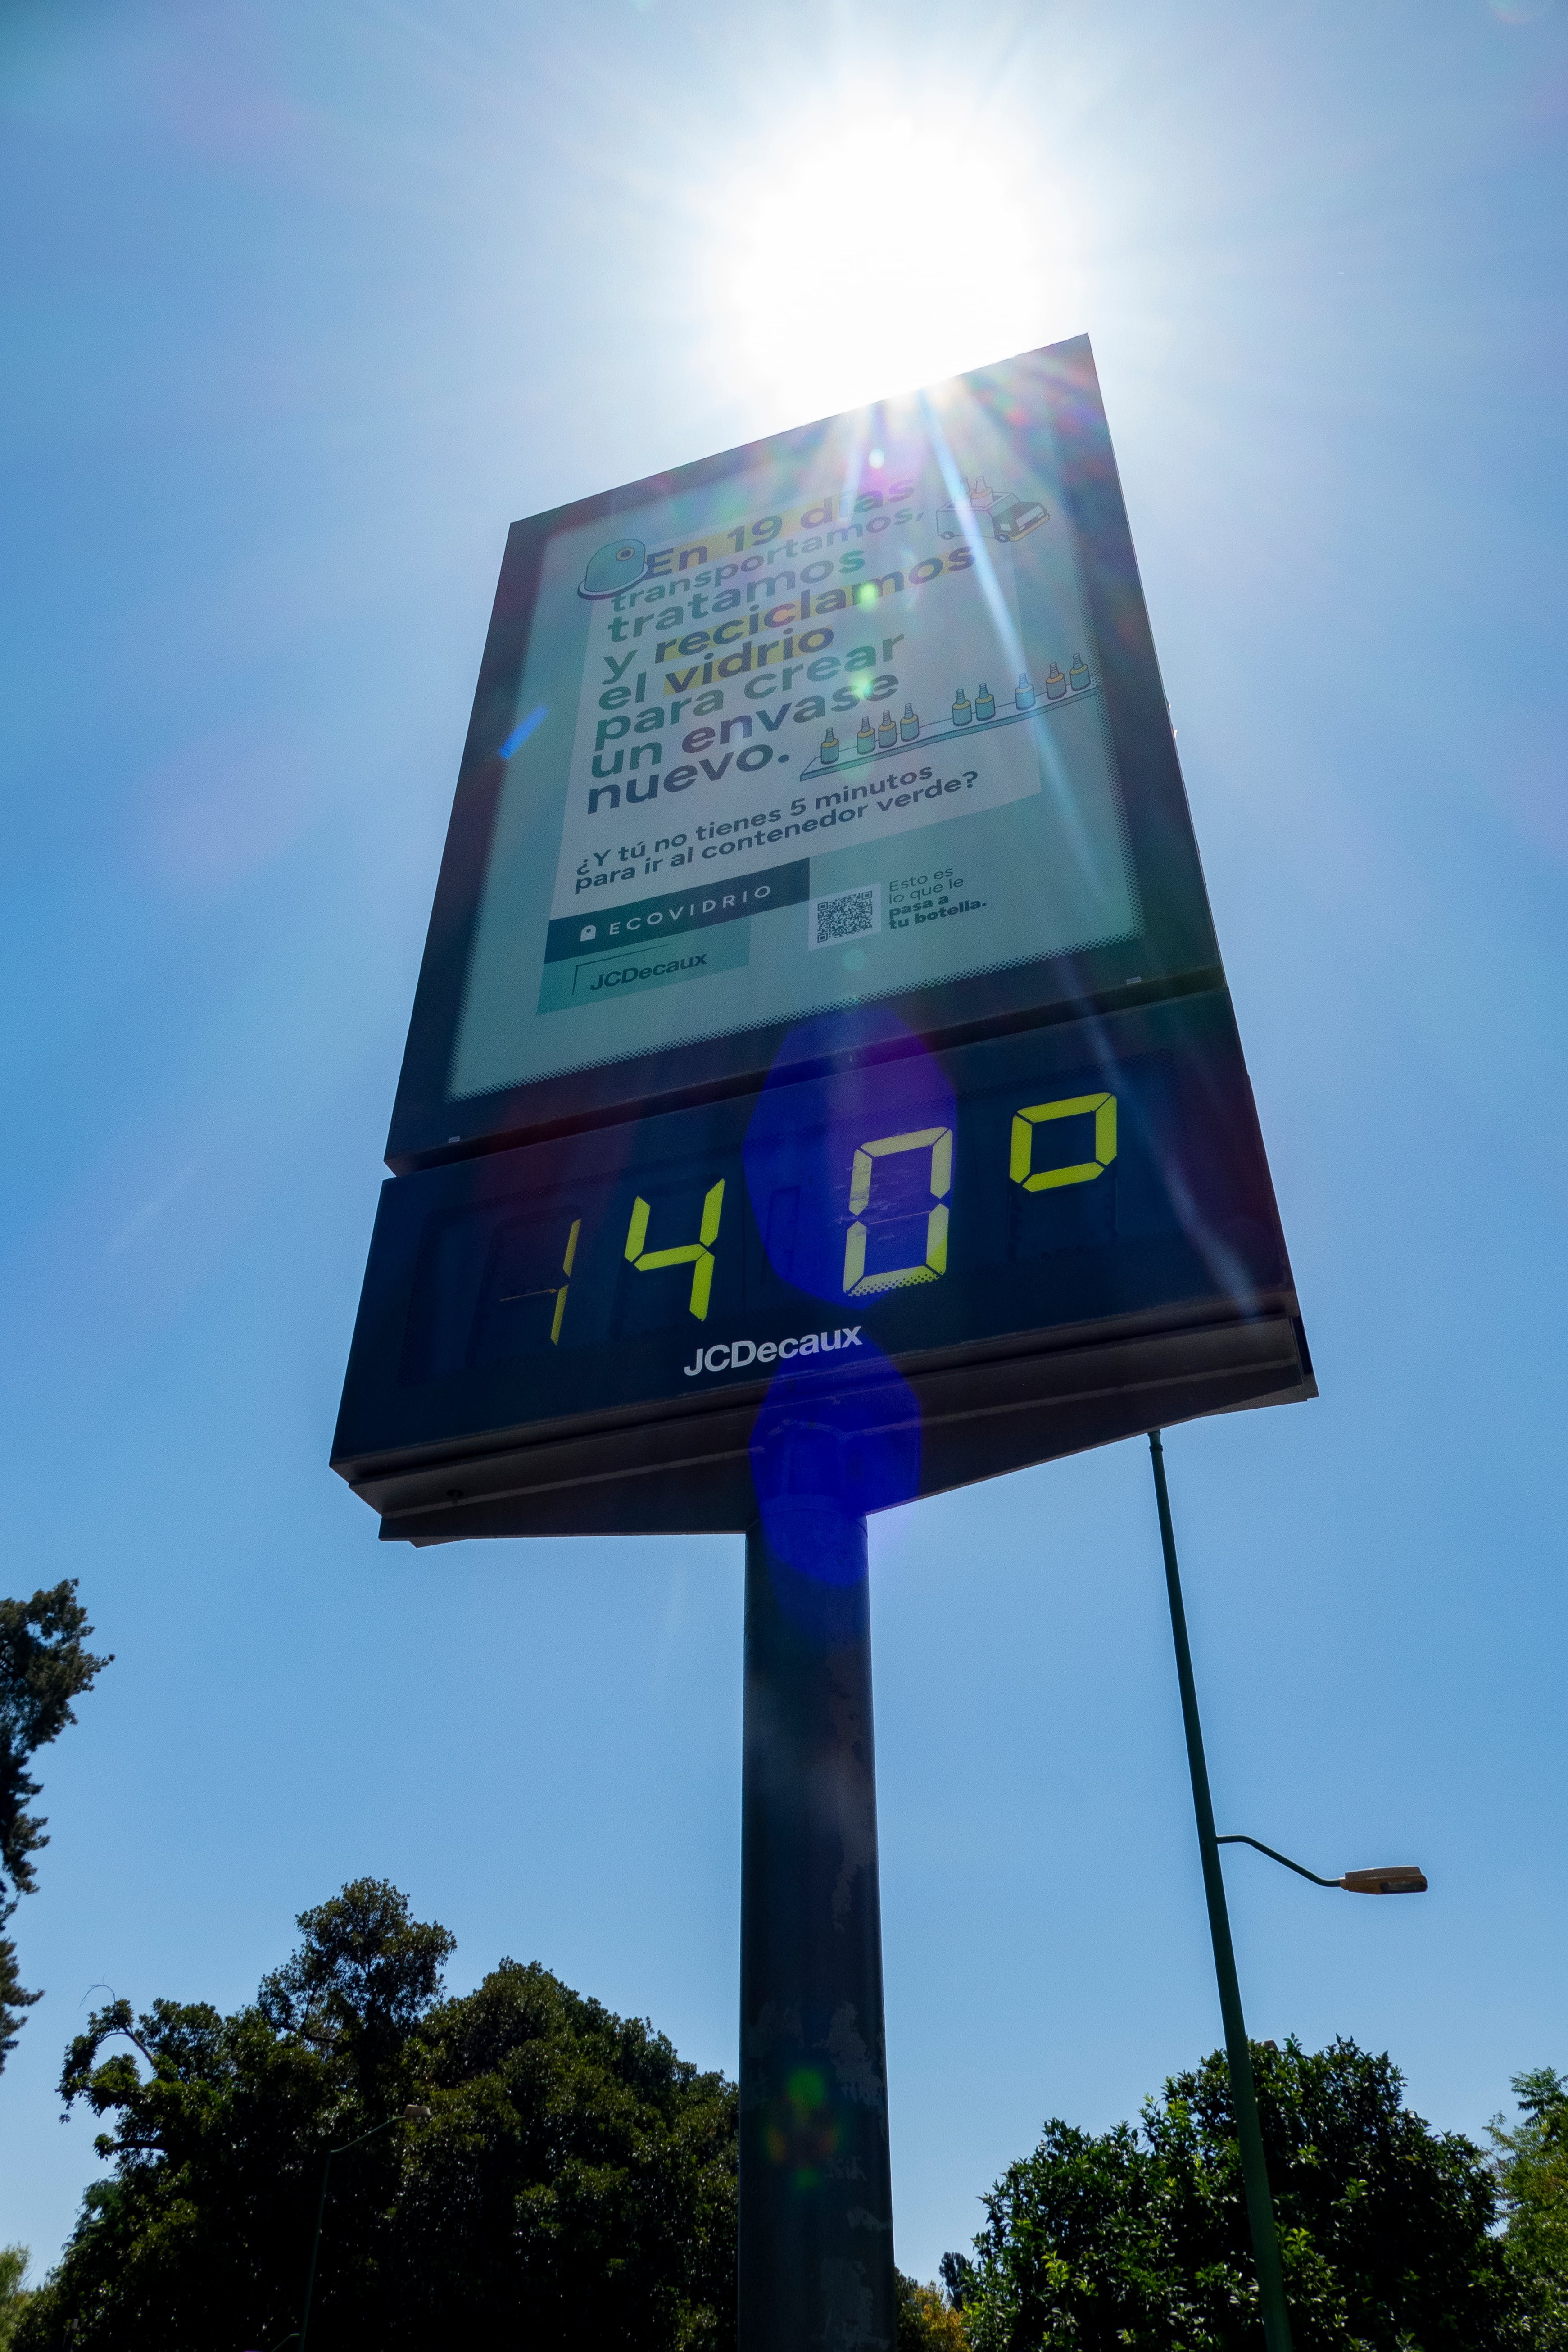 En 19 días
transportamos,
tratamos
y reciclamos
el vidrio
para crear
un envase
nuevo.
¿Y tú no tienes 5 minutos
para ir al contenedor verde?
ECOVIDRIO
Esto es
lo que le
pasa a
tu botella.
JCDecaux
140°
JCDecaux